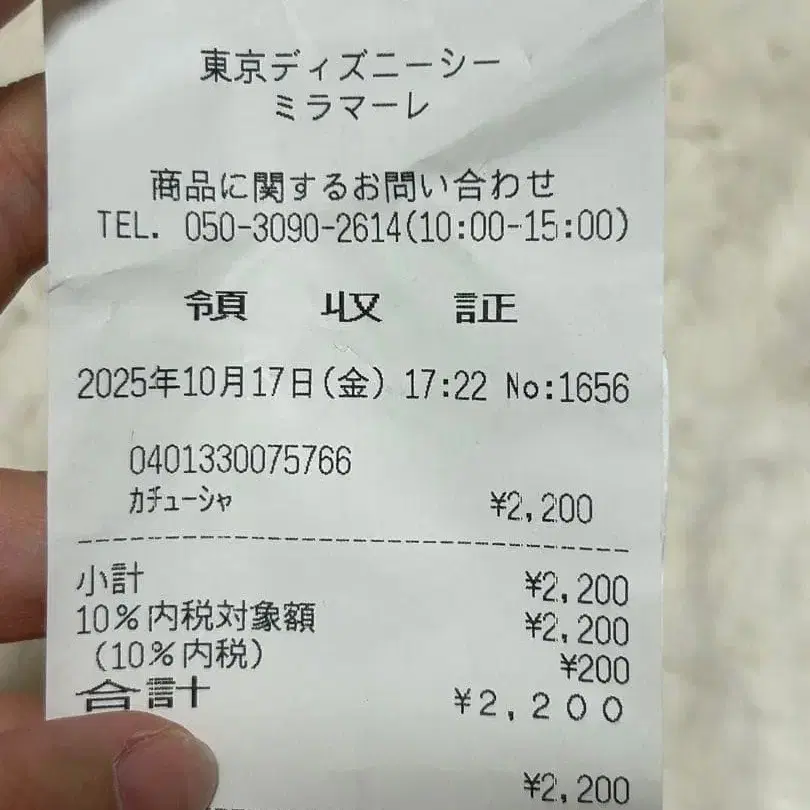 東京ディズニーシー
ミラマーレ
商品に関するお問い合わせ
TEL. 050-3090-2614(10:00-15:00)
領 収 証
2025年10月17日(金) 17:22 No:1656
0401330075766
カチューシャ ¥2,200
小計 ¥2,200
10%内税対象額 ¥2,200
(10%内税) ¥200
合計 ¥2,200
¥2,200